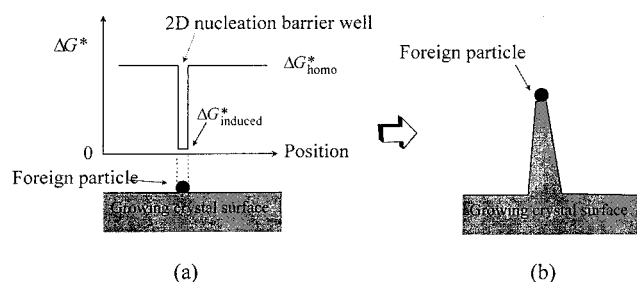 2D nucleation barrier well
ΔG*
ΔG*homo
ΔG*induced
0
Position
Foreign particle
Growing crystal surface
(a)
Foreign particle
Growing crystal surface
(b)